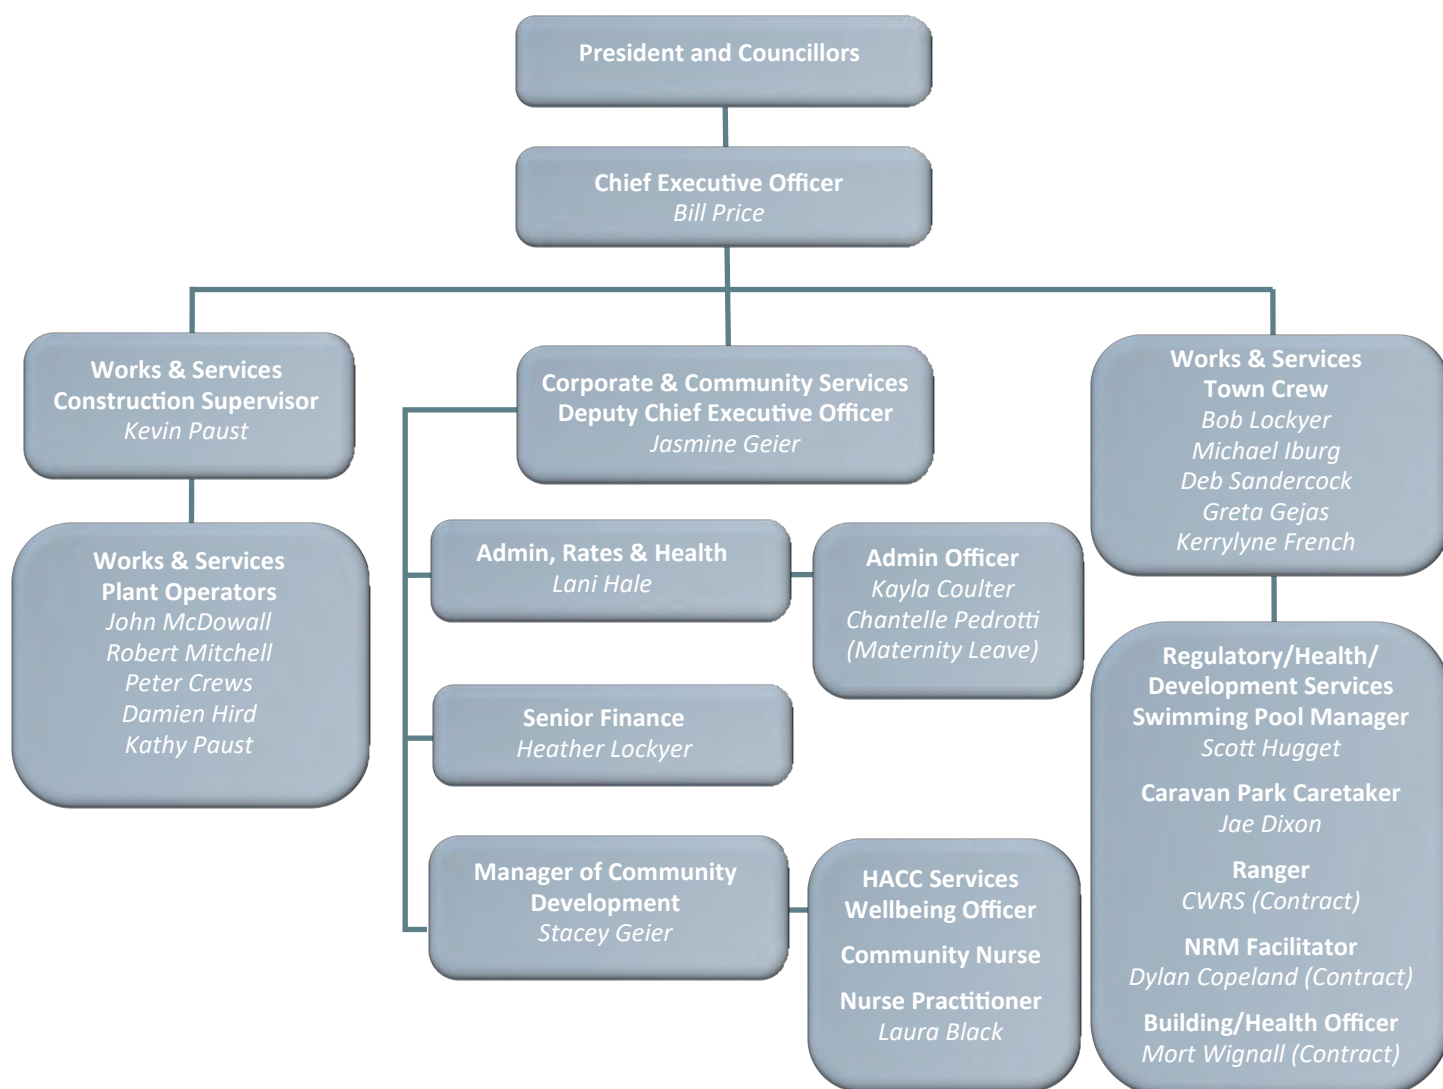 President and Councillors
Chief Executive Officer
Bill Price
Works & Services
Construction Supervisor
Kevin Paust
Works & Services
Plant Operators
John McDowall
Robert Mitchell
Peter Crews
Damien Hird
Kathy Paust
Corporate & Community Services
Deputy Chief Executive Officer
Jasmine Geier
Admin, Rates & Health
Lani Hale
Admin Officer
Kayla Coulter
Chantelle Pedrotti
(Maternity Leave)
Senior Finance
Heather Lockyer
Manager of Community
Development
Stacey Geier
HACC Services
Wellbeing Officer
Community Nurse
Nurse Practitioner
Laura Black
Works & Services
Town Crew
Bob Lockyer
Michael Iburg
Deb Sandercock
Greta Gejas
Kerrylyne French
Regulatory/Health/
Development Services
Swimming Pool Manager
Scott Hugget
Caravan Park Caretaker
Jae Dixon
Ranger
CWRS (Contract)
NRM Facilitator
Dylan Copeland (Contract)
Building/Health Officer
Mort Wignall (Contract)